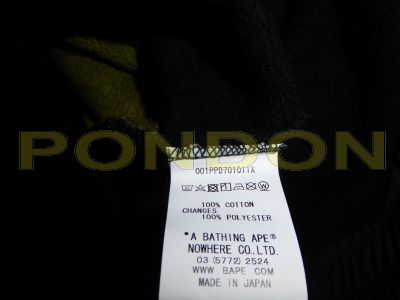 PONDON
001PPD701011X
100% COTTON
CHANGES
100% POLYESTER
"A BATHING APE®
NOWHERE CO., LTD.
03 (5772) 2524
WWW. BAPE. COM
MADE IN JAPAN